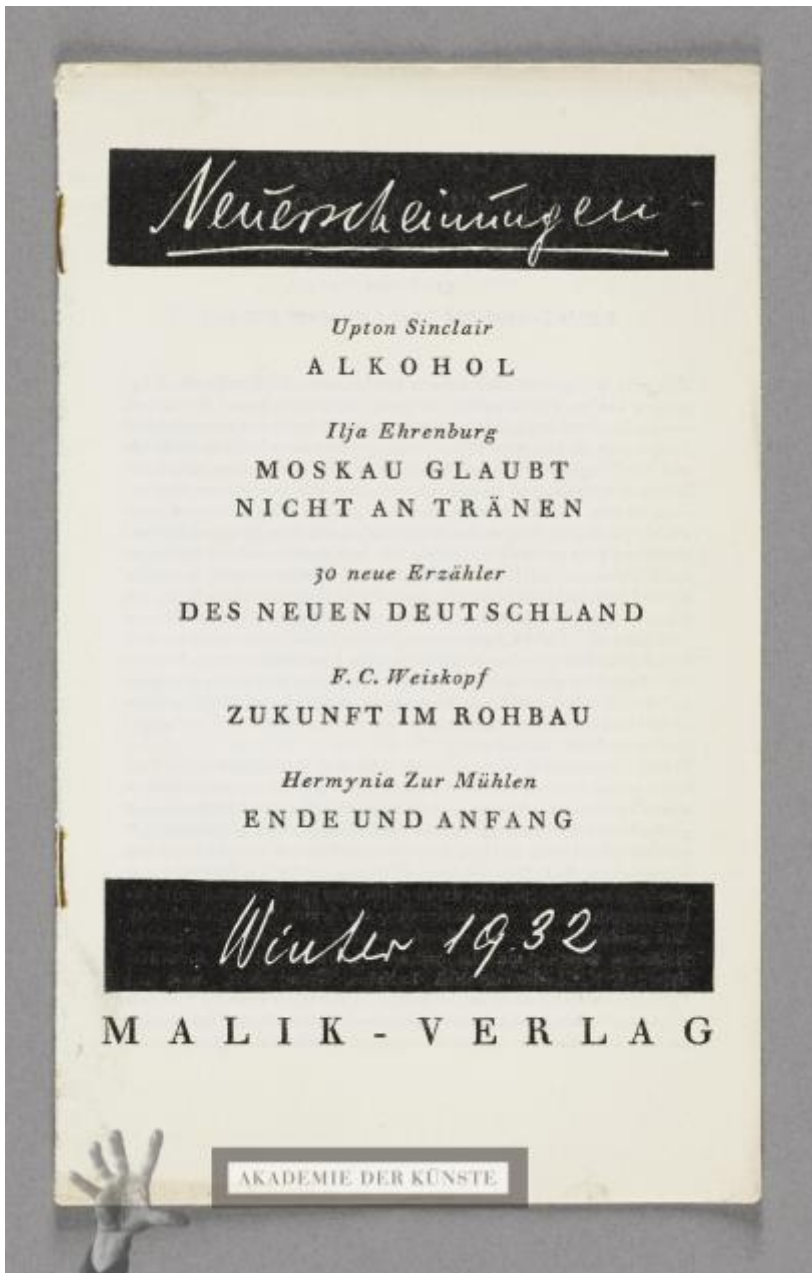 Neuerscheinungen
Upton Sinclair
ALKOHOL
Ilja Ehrenburg
MOSKAU GLAUBT
NICHT AN TRÄNEN
30 neue Erzähler
DES NEUEN DEUTSCHLAND
F. C. Weiskopf
ZUKUNFT IM ROHBAU
Hermynia Zur Mühlen
ENDE UND ANFANG
Winter 1932
MALIK-VERLAG
AKADEMIE DER KÜNSTE